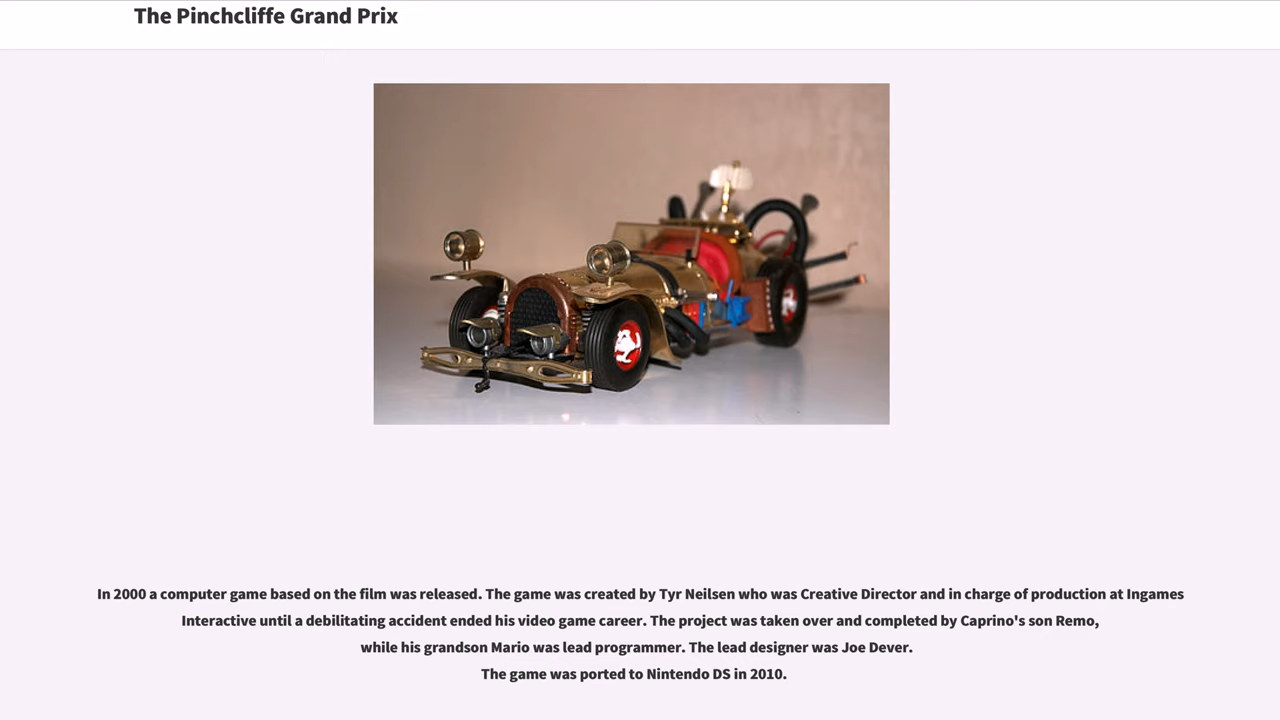 The Pinchcliffe Grand Prix
In 2000 a computer game based on the film was released. The game was created by Tyr Neilsen who was Creative Director and in charge of production at Ingames
Interactive until a debilitating accident ended his video game career. The project was taken over and completed by Caprino's son Remo,
while his grandson Mario was lead programmer. The lead designer was Joe Dever.
The game was ported to Nintendo DS in 2010.